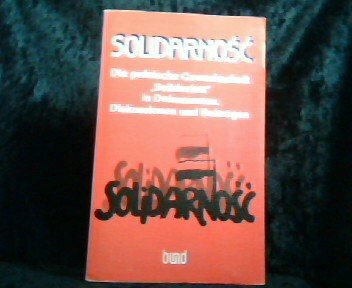 SOLIDARNOŚĆ
Die polnische Gewerkschaft
„Solidarität"
in Dokumenten,
Diskussionen und Beiträgen
SOLIDARNOŚĆ
bund